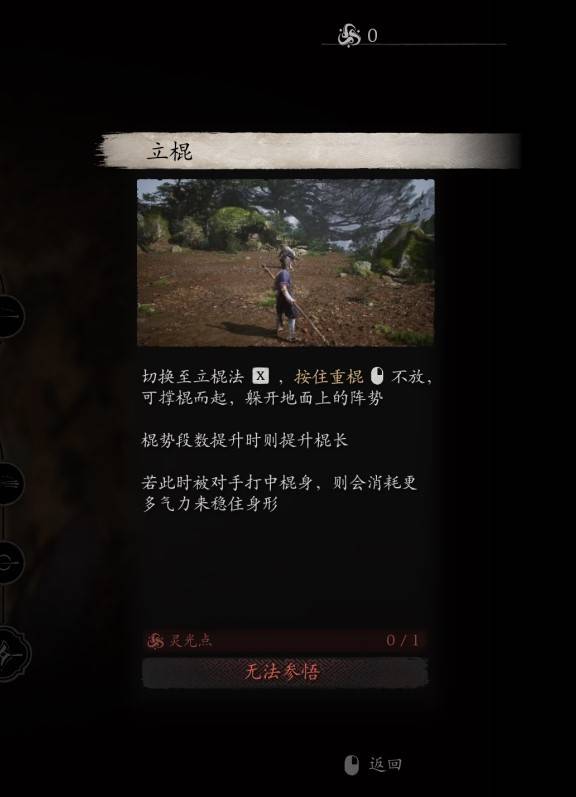 0
立棍
切换至立棍法 X ，按住重棍 不放，
可撑棍而起，躲开地面上的阵势
棍势段数提升时则提升棍长
若此时被对手打中棍身，则会消耗更
多气力来稳住身形
灵光点 0/1
无法参悟
返回